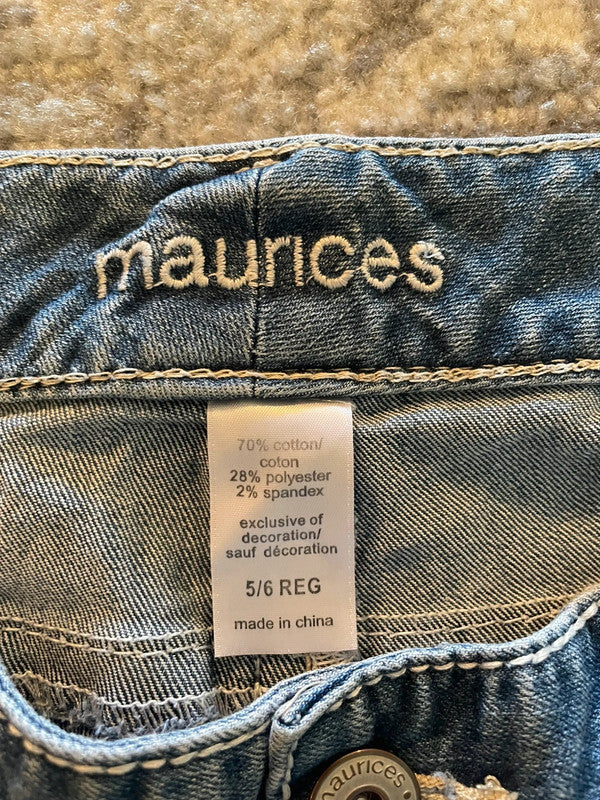 maurices
70% cotton/
coton
28% polyester
2% spandex
exclusive of
decoration/
sauf décoration
5/6 REG
made in china
maurices